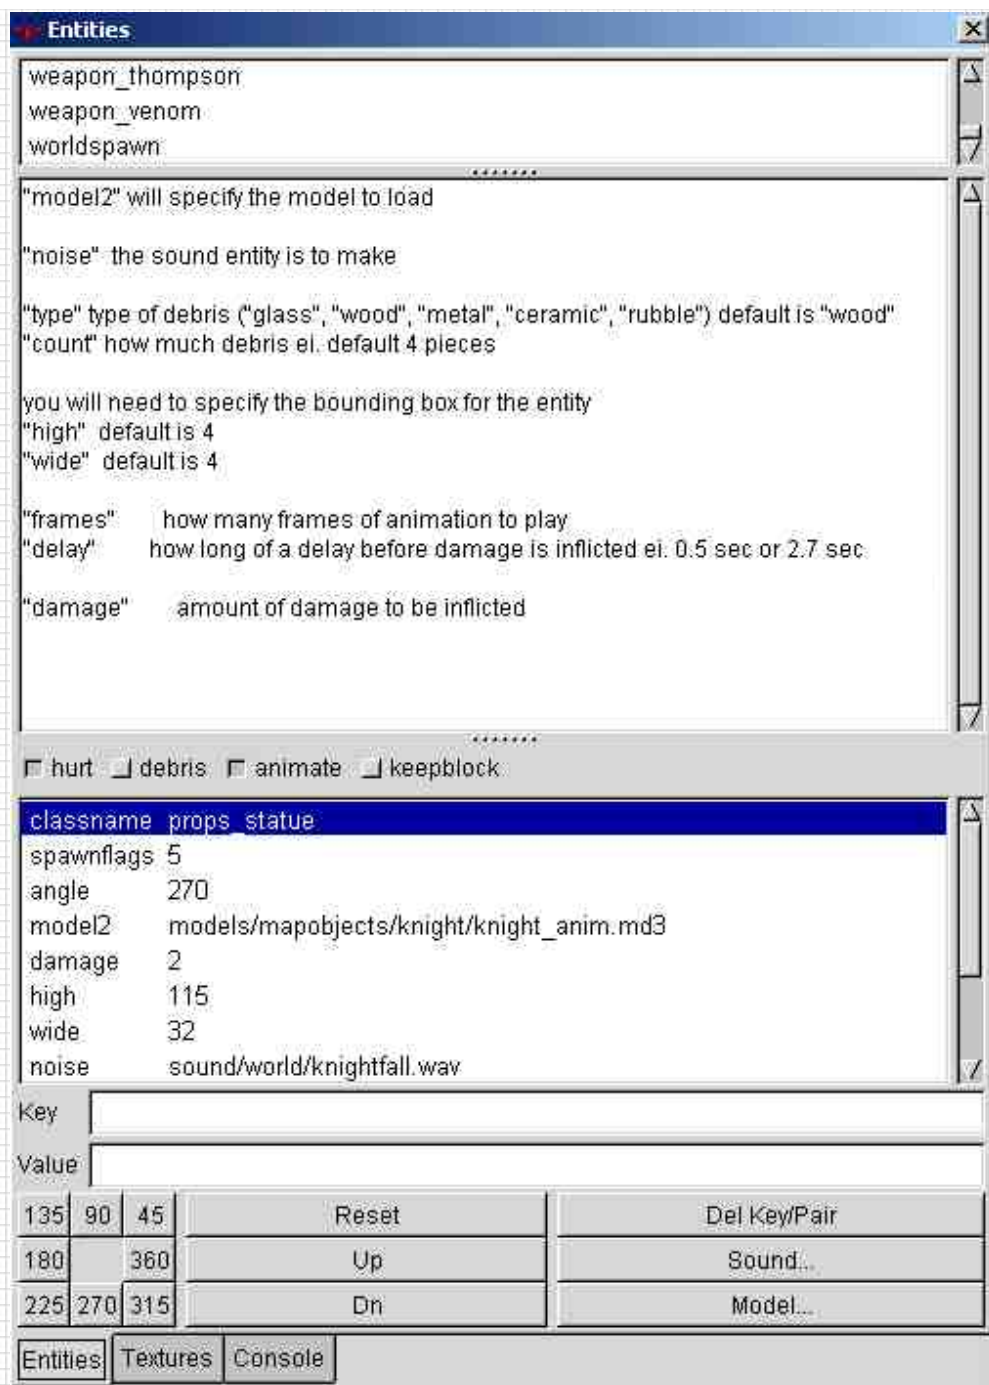 Entities
weapon_thompson
weapon_venom
worldspawn
"model2" will specify the model to load
"noise" the sound entity is to make
"type" type of debris ("glass", "wood", "metal", "ceramic", "rubble") default is "wood"
"count" how much debris ei. default 4 pieces
you will need to specify the bounding box for the entity
"high" default is 4
"wide" default is 4
"frames" how many frames of animation to play
"delay" how long of a delay before damage is inflicted ei. 0.5 sec or 2.7 sec
"damage" amount of damage to be inflicted
hurt debris animate keepblock
classname props_statue
spawnflags 5
angle 270
model2 models/mapobjects/knight/knight_anim.md3
damage 2
high 115
wide 32
noise sound/world/knightfall.wav
Key
Value
135 90 45 Reset Del Key/Pair
180 360 Up Sound...
225 270 315 Dn Model...
Entities Textures Console